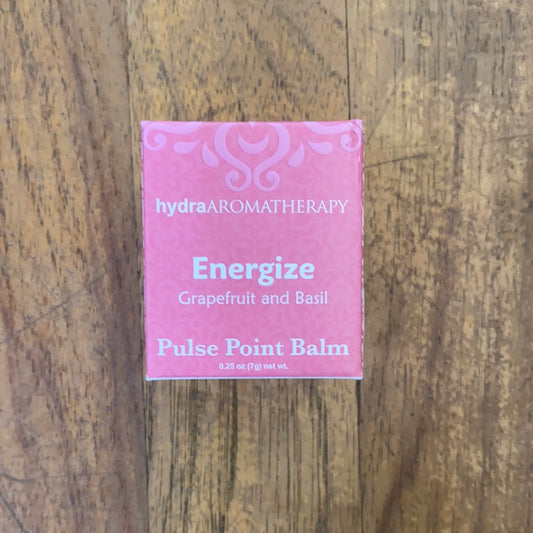 hydraAROMATHERAPY
Energize
Grapefruit and Basil
Pulse Point Balm
0.25 oz (7g) net wt.